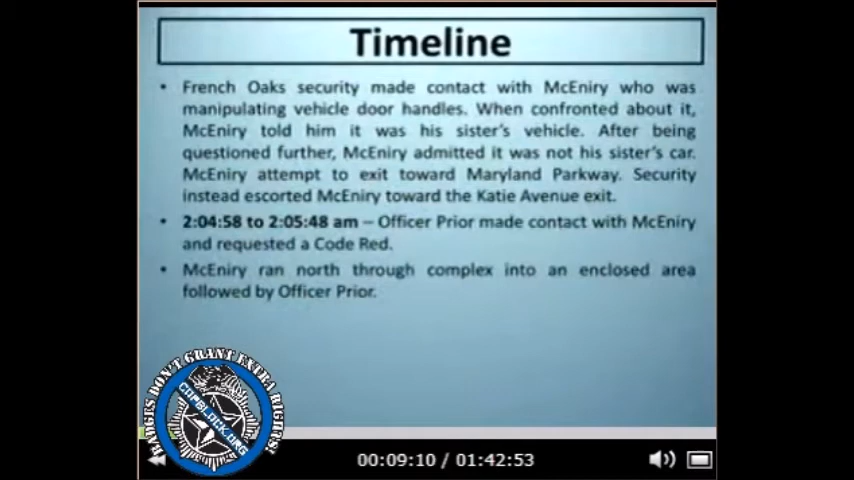 Timeline
• French Oaks security made contact with McEniry who was
manipulating vehicle door handles. When confronted about it,
McEniry told him it was his sister's vehicle. After being
questioned further, McEniry admitted it was not his sister's car.
McEniry attempt to exit toward Maryland Parkway. Security
instead escorted McEniry toward the Katie Avenue exit.
• 2:04:58 to 2:05:48 am – Officer Prior made contact with McEniry
and requested a Code Red.
• McEniry ran north through complex into an enclosed area
followed by Officer Prior.
BADGES DON'T GRANT EXTRA RIGHTS!
COPBLOCK.ORG
00:09:10 / 01:42:53